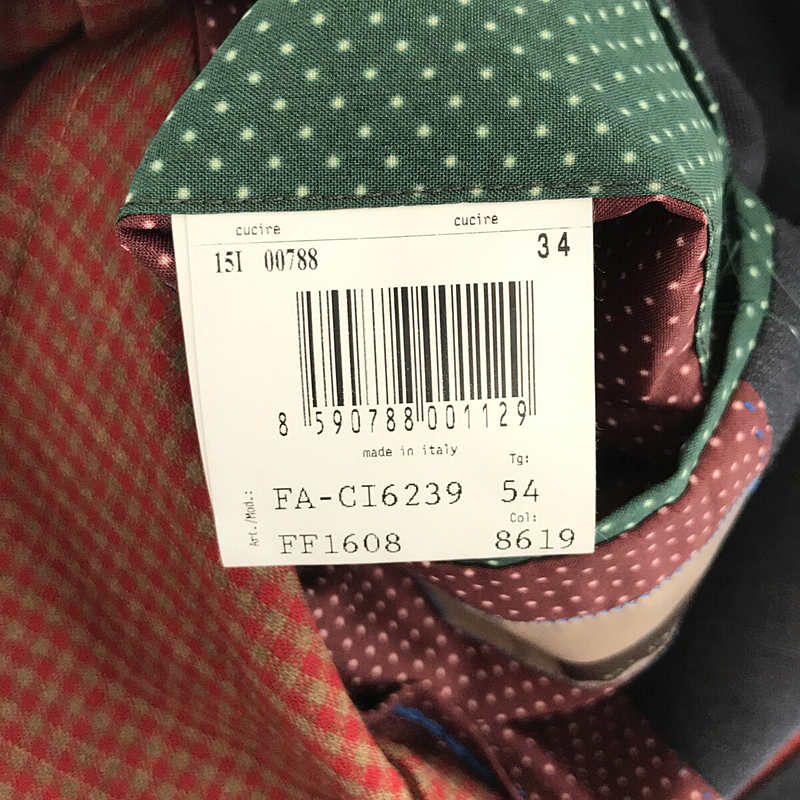 cucire cucire
15I 00788 34
8 590788 001129
made in italy
Tg:
Art./Mod.: FA-CI6239 54
Col:
FF1608 8619